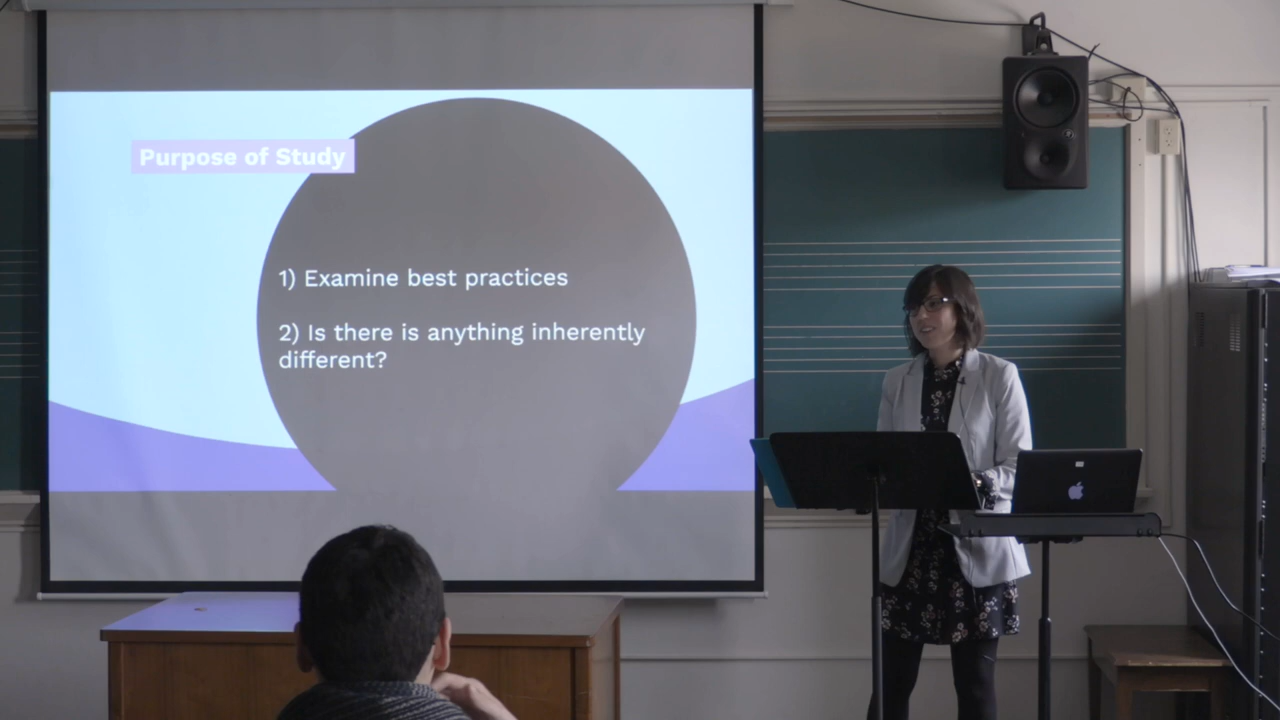 Purpose of Study
1) Examine best practices
2) Is there is anything inherently
different?